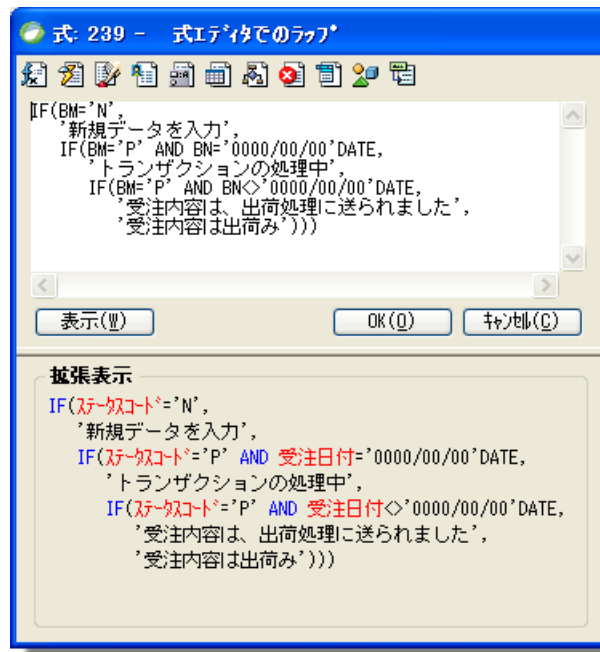 式: 239 - 式ｴﾃﾞｨﾀでのﾗｯﾌﾟ
IF(BM='N',
'新規データを入力',
IF(BM='P' AND BN='0000/00/00'DATE,
'トランザクションの処理中',
IF(BM='P' AND BN<>'0000/00/00'DATE,
'受注内容は、出荷処理に送られました',
'受注内容は出荷み')))
表示(W) OK(O) ｷｬﾝｾﾙ(C)
拡張表示
IF(ｽﾃｰﾀｽｺｰﾄﾞ='N',
'新規データを入力',
IF(ｽﾃｰﾀｽｺｰﾄﾞ='P' AND 受注日付='0000/00/00'DATE,
'トランザクションの処理中',
IF(ｽﾃｰﾀｽｺｰﾄﾞ='P' AND 受注日付<>'0000/00/00'DATE,
'受注内容は、出荷処理に送られました',
'受注内容は出荷み')))